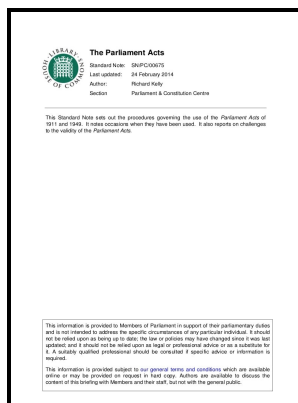 HOUSE OF COMMONS LIBRARY
The Parliament Acts
Standard Note: SN/PC/00675
Last updated: 24 February 2014
Author: Richard Kelly
Section Parliament & Constitution Centre
This Standard Note sets out the procedures governing the use of the Parliament Acts of
1911 and 1949. It notes occasions when they have been used. It also reports on challenges
to the validity of the Parliament Acts.
This information is provided to Members of Parliament in support of their parliamentary duties
and is not intended to address the specific circumstances of any particular individual. It should
not be relied upon as being up to date; the law or policies may have changed since it was last
updated; and it should not be relied upon as legal or professional advice or as a substitute for
it. A suitably qualified professional should be consulted if specific advice or information is
required.
This information is provided subject to our general terms and conditions which are available
online or may be provided on request in hard copy. Authors are available to discuss the
content of this briefing with Members and their staff, but not with the general public.